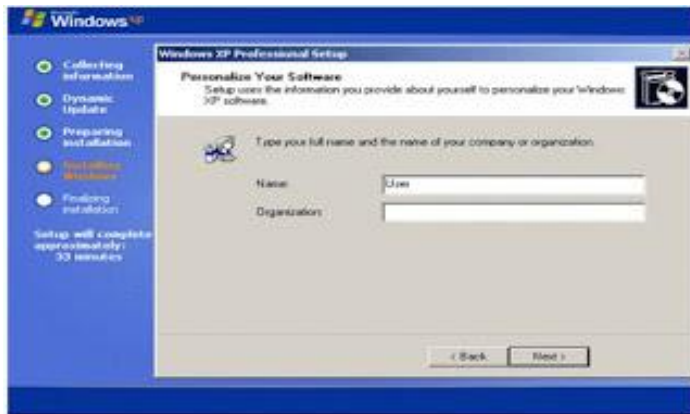 Windows xp
Collecting
information
Dynamic
Update
Preparing
installation
Installing
Windows
Finalizing
installation
Setup will complete
approximately:
33 minutes
Windows XP Professional Setup
Personalize Your Software
Setup uses the information you provide about yourself to personalize your Windows
XP software.
Type your full name and the name of your company or organization.
Name:
User
Organization:
< Back
Next >